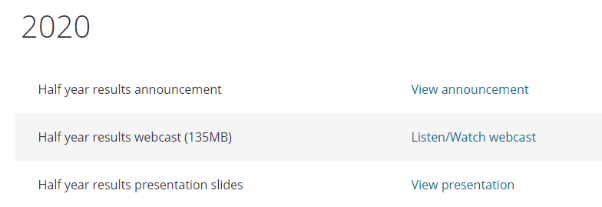 2020
Half year results announcement View announcement
Half year results webcast (135MB) Listen/Watch webcast
Half year results presentation slides View presentation